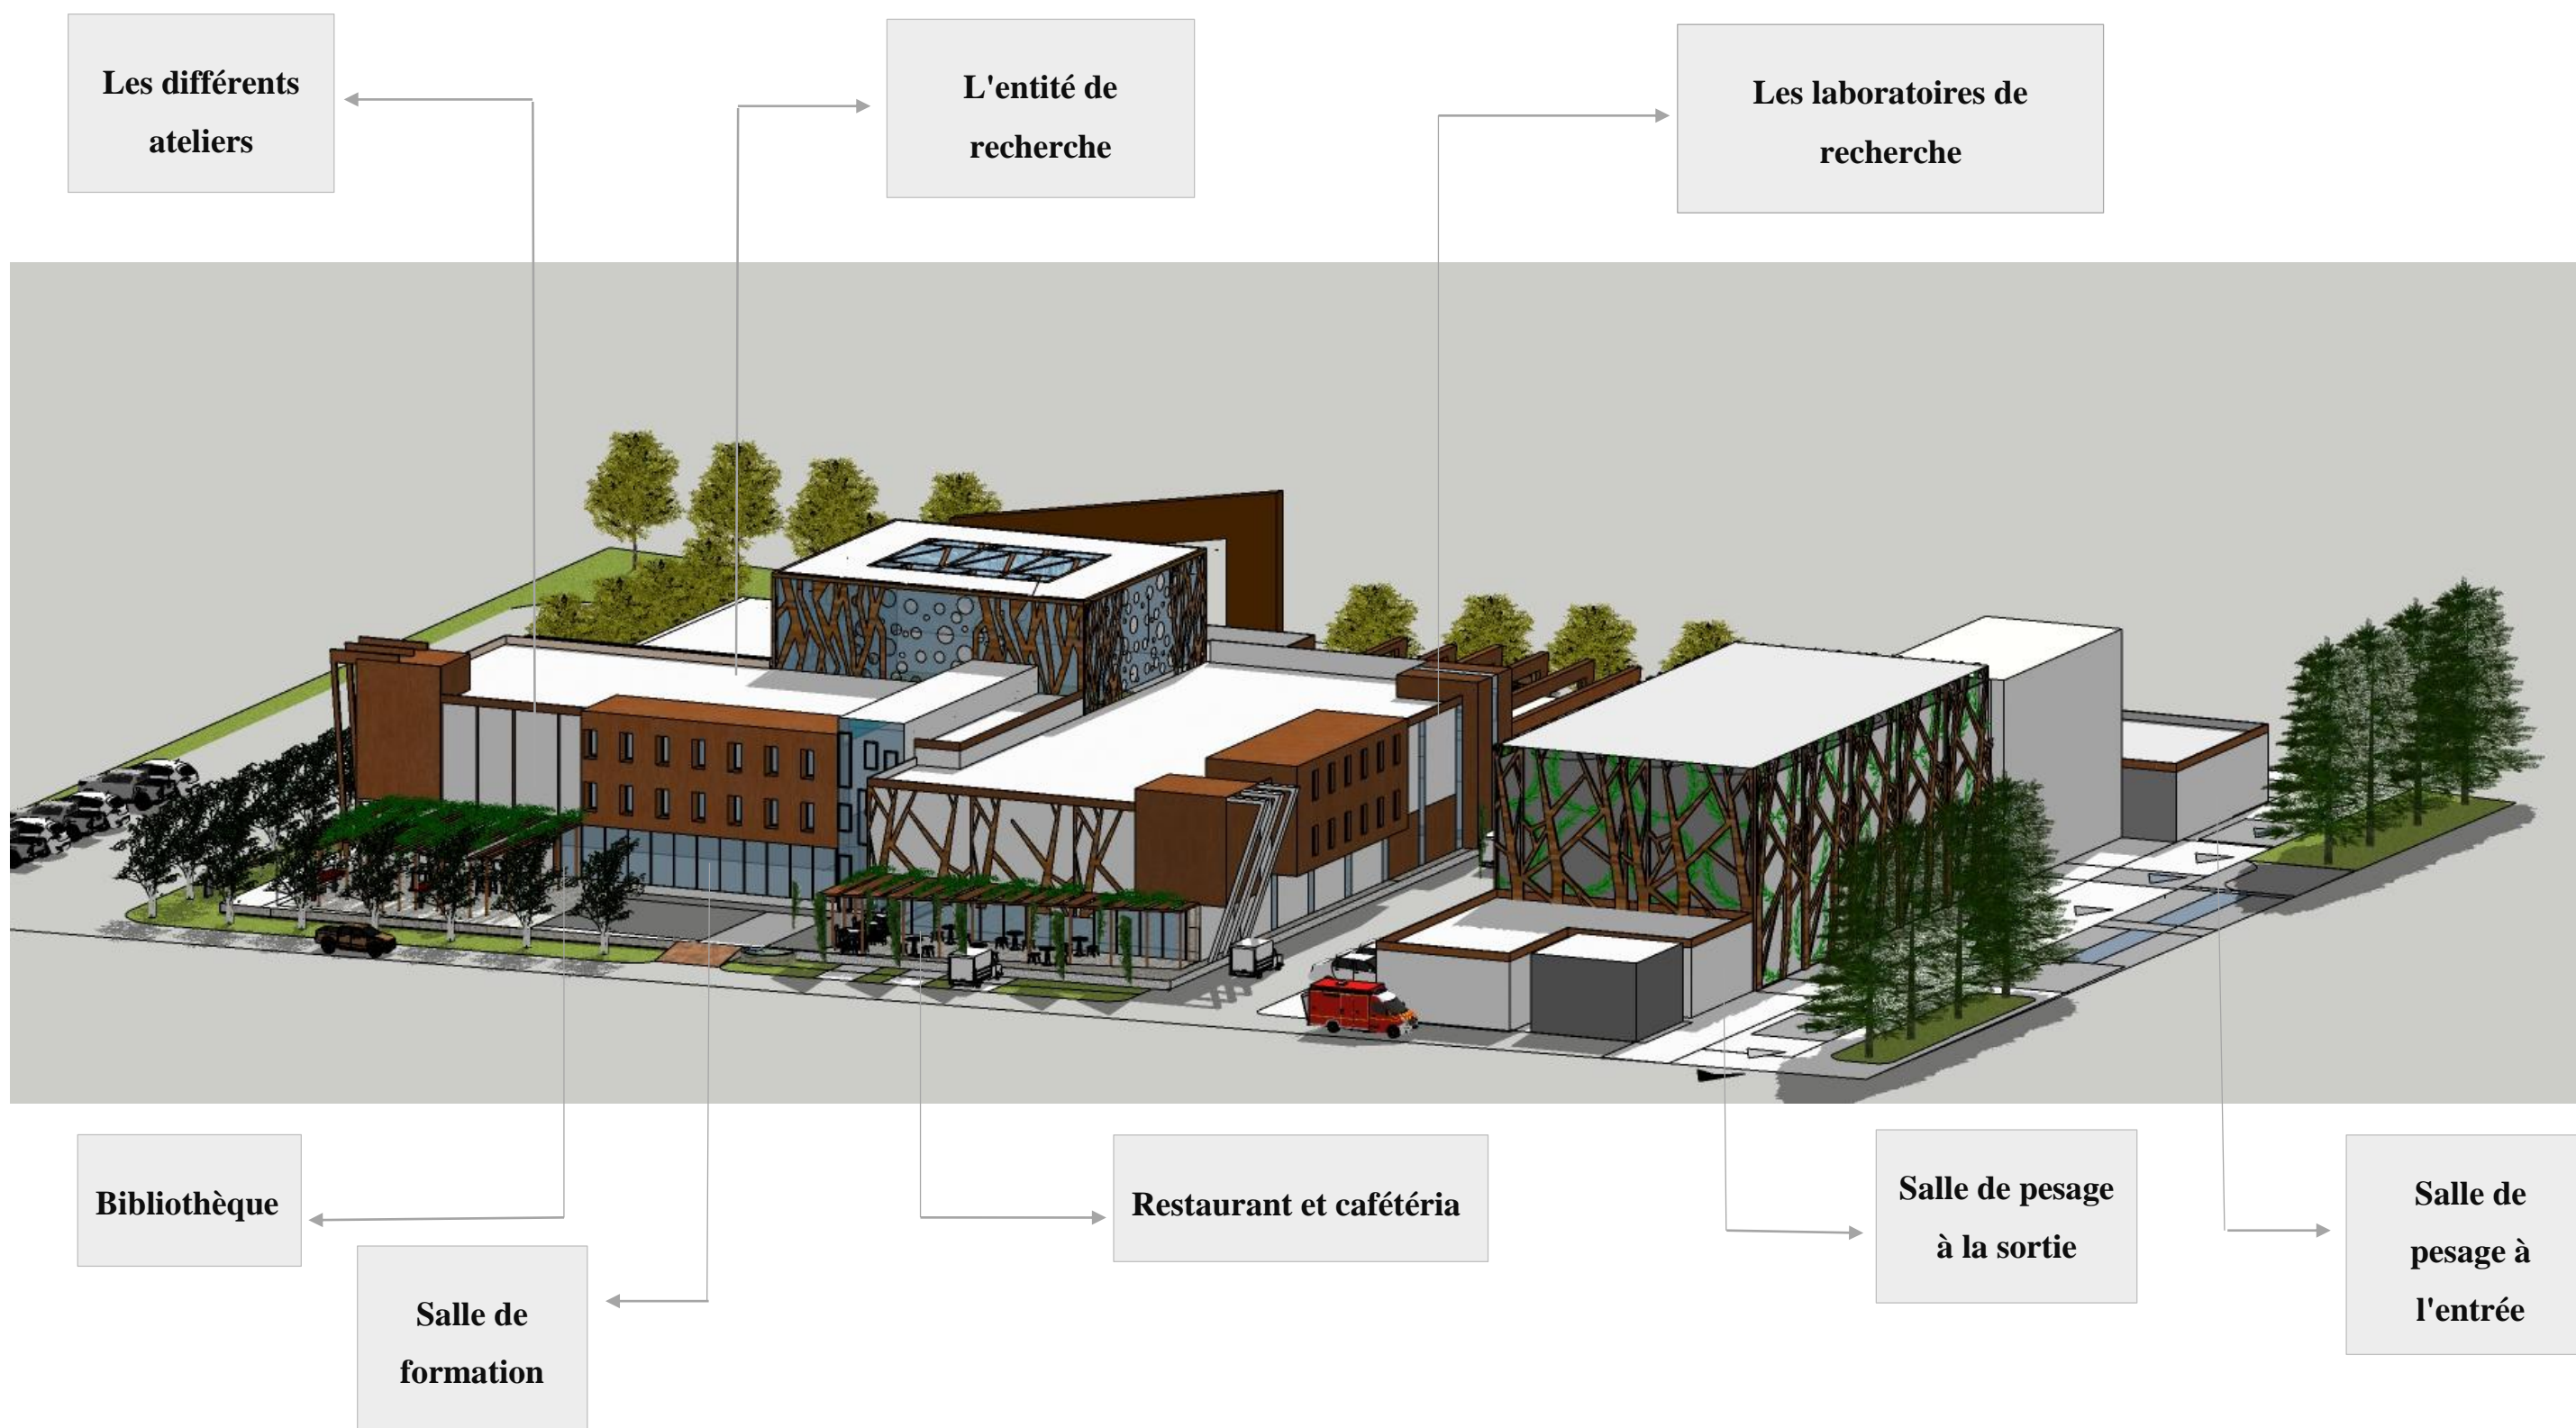 Les différents
ateliers
L'entité de
recherche
Les laboratoires de
recherche
Bibliothèque
Salle de
formation
Restaurant et cafétéria
Salle de pesage
à la sortie
Salle de
pesage à
l'entrée